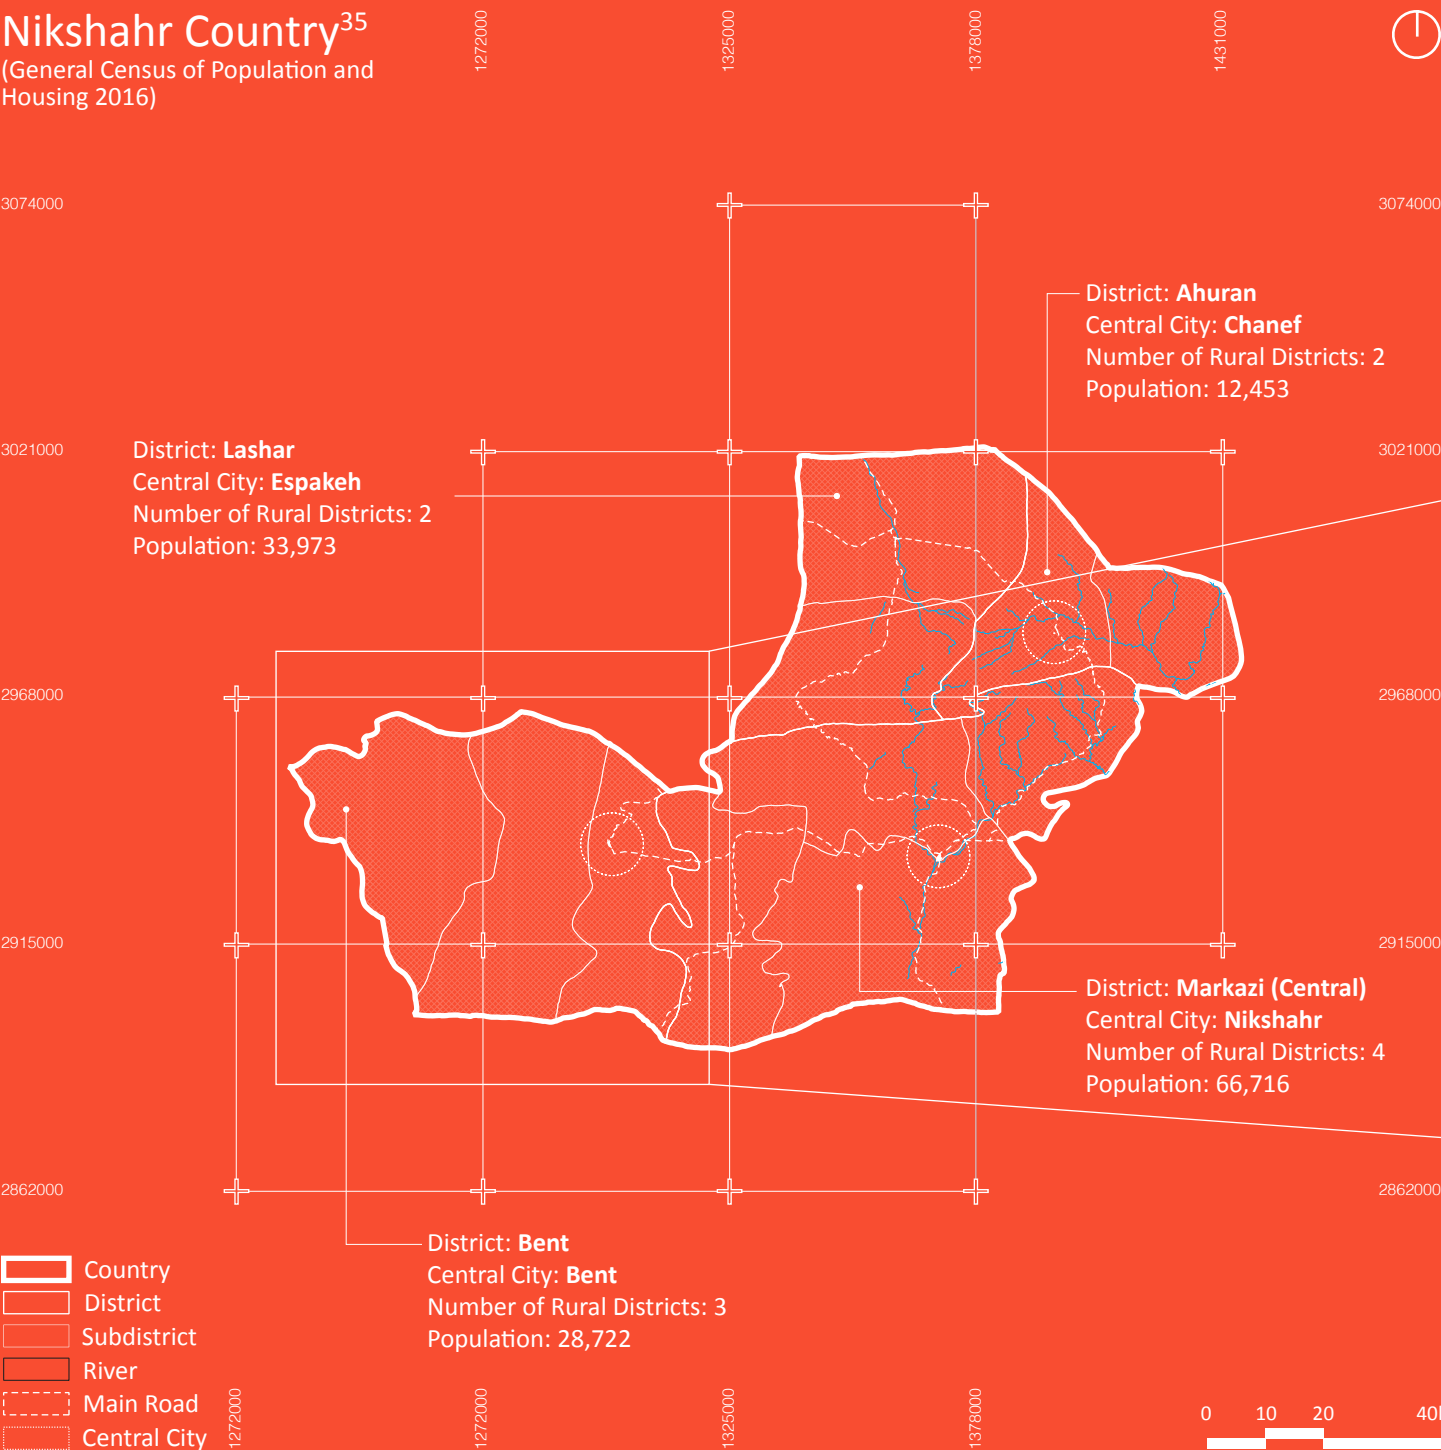 Nikshahr Country35
(General Census of Population and
Housing 2016)
1272000
1325000
1378000
1431000
3074000
3074000
District: Ahuran
Central City: Chanef
Number of Rural Districts: 2
Population: 12,453
3021000
3021000
District: Lashar
Central City: Espakeh
Number of Rural Districts: 2
Population: 33,973
2968000
2968000
2915000
2915000
District: Markazi (Central)
Central City: Nikshahr
Number of Rural Districts: 4
Population: 66,716
2862000
2862000
District: Bent
Central City: Bent
Number of Rural Districts: 3
Population: 28,722
Country
District
Subdistrict
River
Main Road
Central City
1272000
1272000
1325000
1378000
0 10 20 40